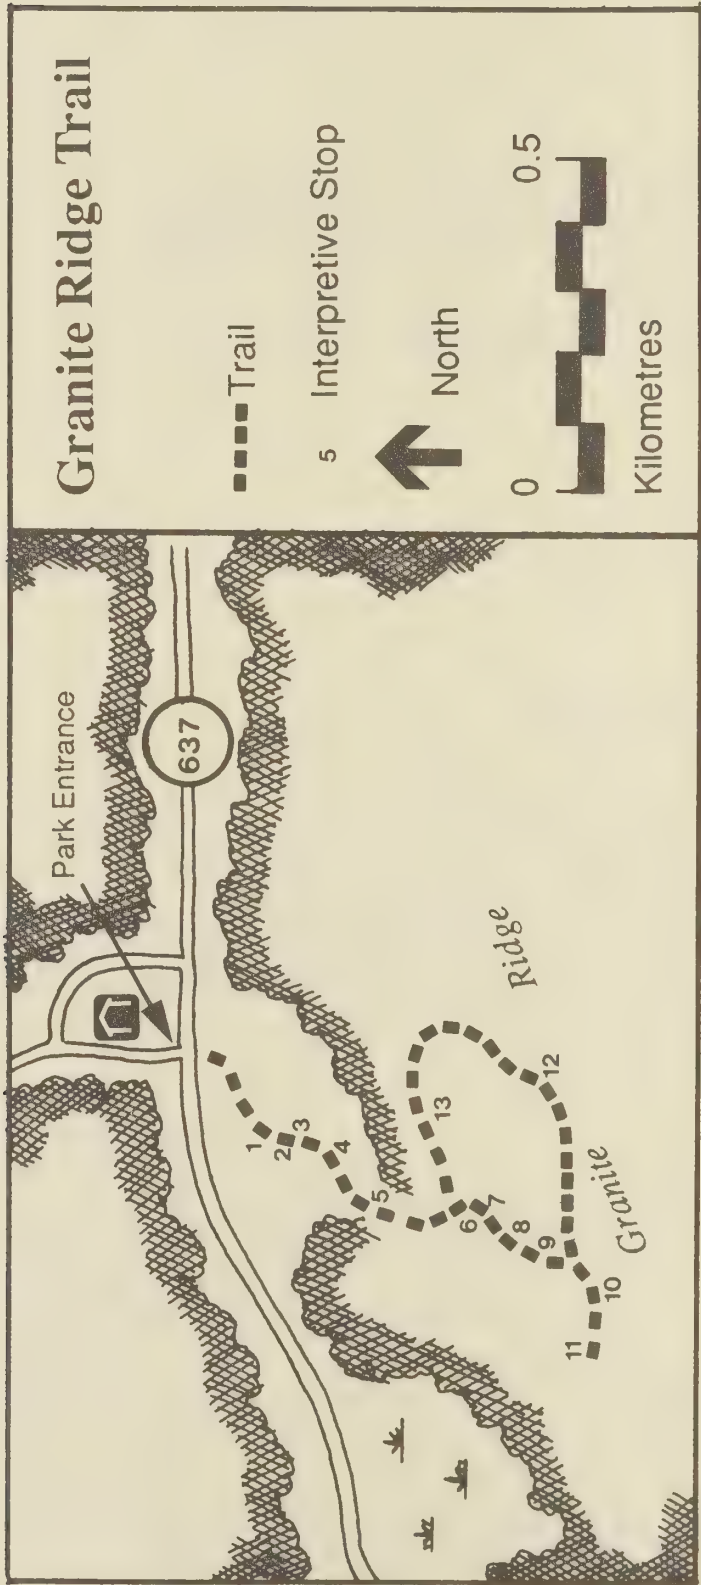 Granite Ridge Trail
Trail
5 Interpretive Stop
North
0 0.5
Kilometres
Park Entrance
637
1
2
3
4
5
6
7
8
9
10
11
12
13
Granite
Ridge